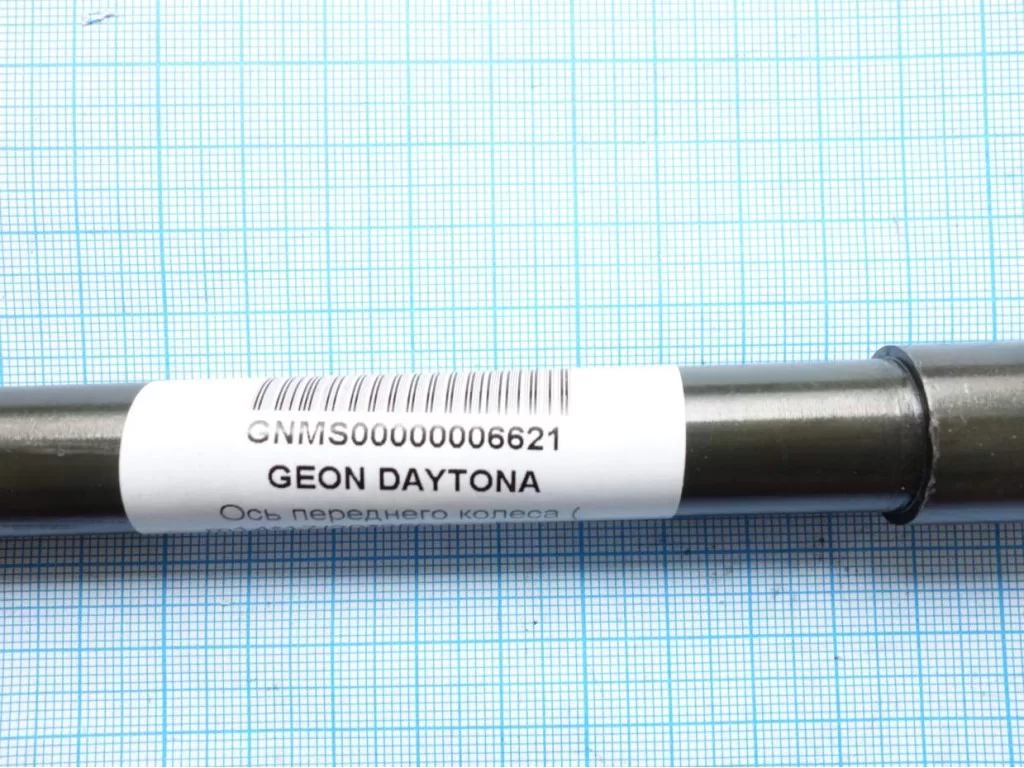 GNMS00000006621
GEON DAYTONA
Ось переднего колеса (